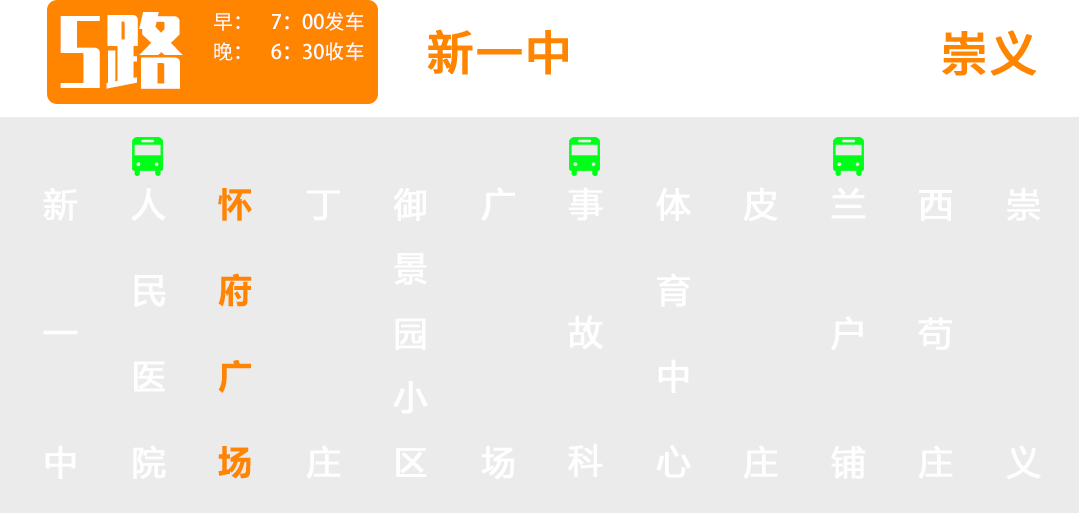 5路
早： 7：00发车
晚： 6：30收车
新一中
崇义
新一中
人民医院
怀府广场
丁庄
御景园小区
广场
事故科
体育中心
皮庄
兰户铺
西苟庄
崇义